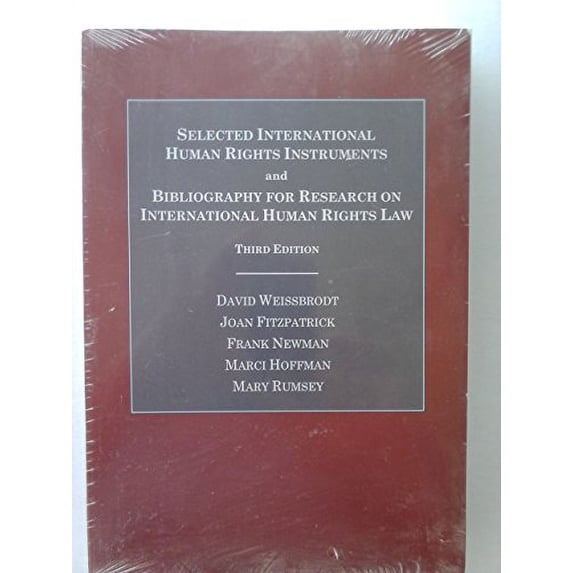 SELECTED INTERNATIONAL
HUMAN RIGHTS INSTRUMENTS
and
BIBLIOGRAPHY FOR RESEARCH ON
INTERNATIONAL HUMAN RIGHTS LAW
THIRD EDITION
DAVID WEISSBRODT
JOAN FITZPATRICK
FRANK NEWMAN
MARCI HOFFMAN
MARY RUMSEY